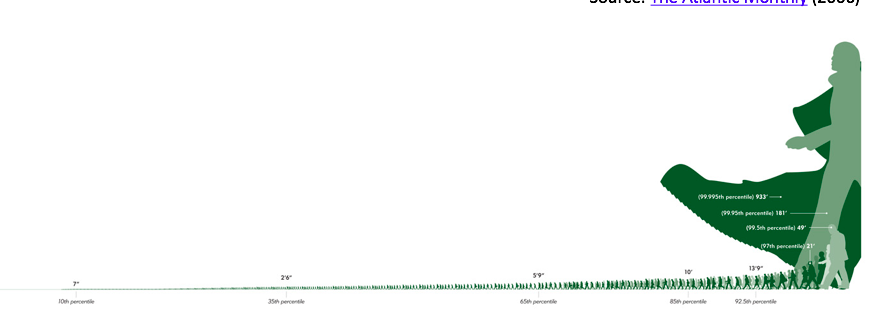 Source: The Atlantic Monthly (2006)
(99.995th percentile) 933'
(99.95th percentile) 181'
(99.5th percentile) 49'
(97th percentile) 21'
7"
2'6"
5'9"
10'
13'9"
10th percentile
35th percentile
65th percentile
85th percentile
92.5th percentile